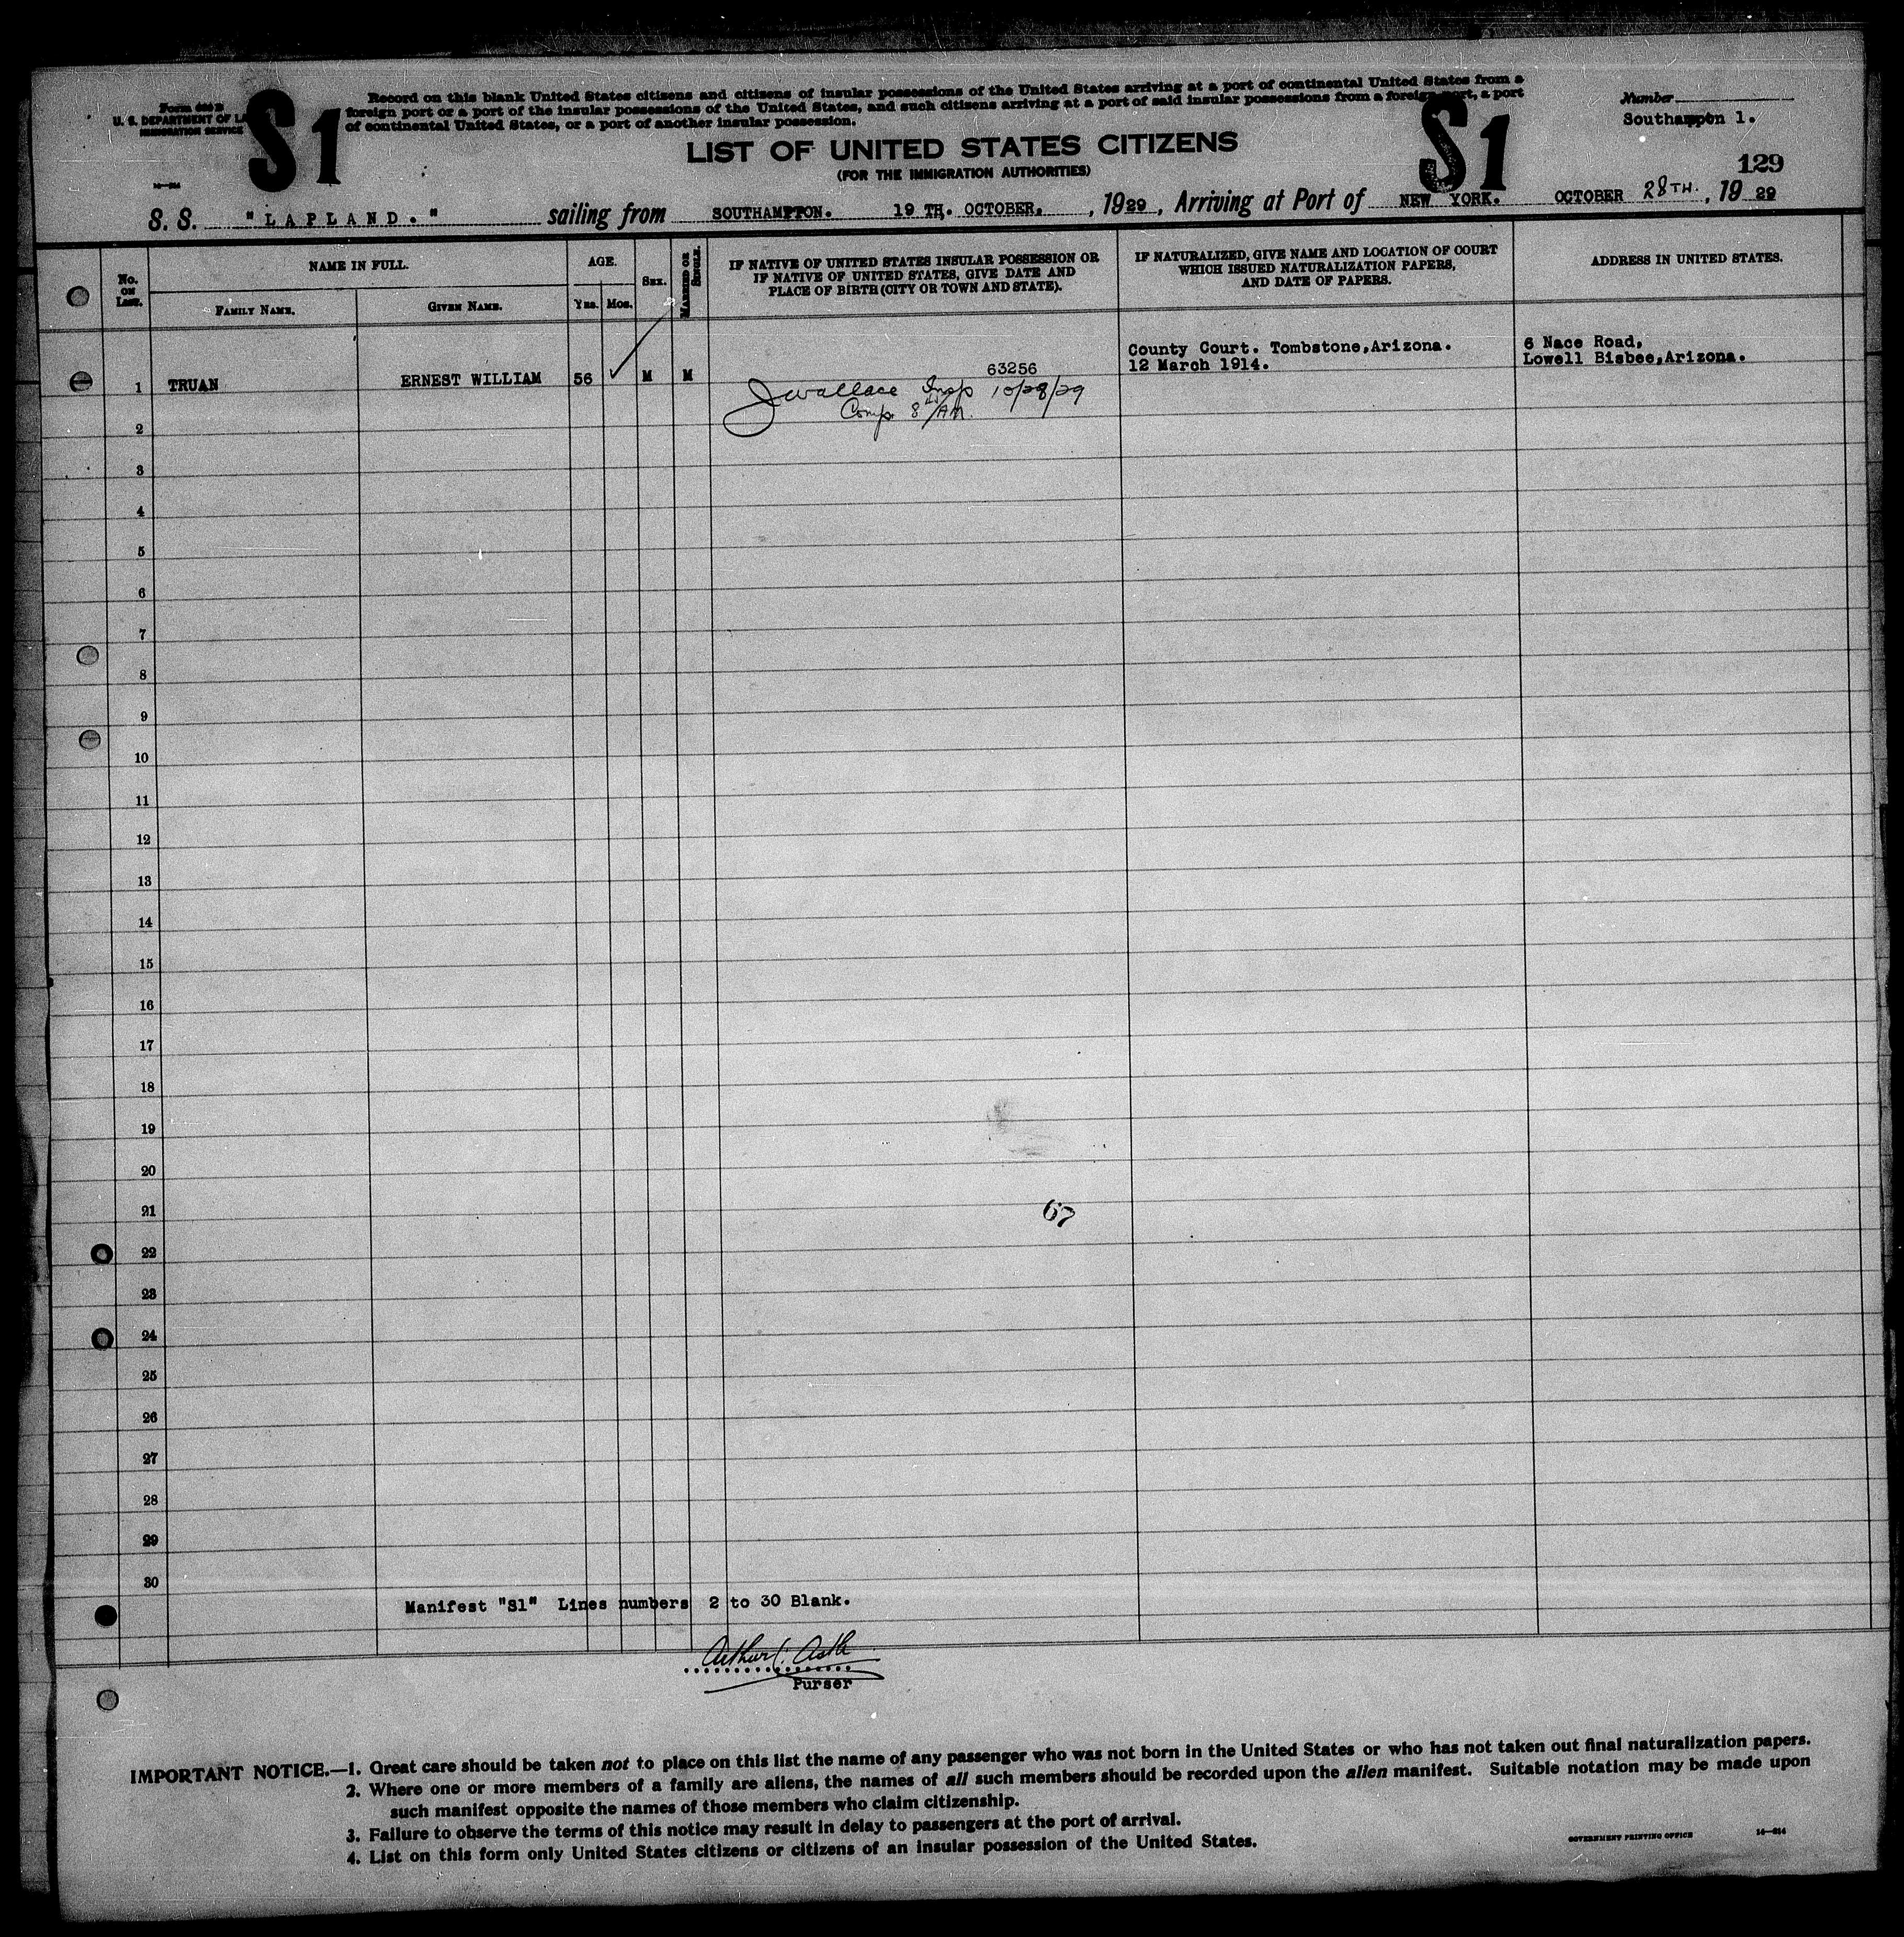 Form 630 B
U. S. DEPARTMENT OF LA
IMMIGRATION SERVICE
S1
Record on this blank United States citizens and citizens of insular possessions of the United States arriving at a port of continental United States from a
foreign port or a port of the insular possessions of the United States, and such citizens arriving at a port of said insular possessions from a foreign port, a port
of continental United States, or a port of another insular possession.
S1
Number
Southampton 1.
LIST OF UNITED STATES CITIZENS
(FOR THE IMMIGRATION AUTHORITIES)
129
S. S. "LAPLAND." sailing from SOUTHAMPTON. 19 TH. OCTOBER. , 1929, Arriving at Port of NEW YORK. OCTOBER 28TH. , 19 29
No. ON LIST.
NAME IN FULL.
FAMILY NAME.
GIVEN NAME.
AGE.
YRS. MOS.
SEX.
MARRIED OR SINGLE.
IF NATIVE OF UNITED STATES INSULAR POSSESSION OR
IF NATIVE OF UNITED STATES, GIVE DATE AND
PLACE OF BIRTH (CITY OR TOWN AND STATE).
IF NATURALIZED, GIVE NAME AND LOCATION OF COURT
WHICH ISSUED NATURALIZATION PAPERS,
AND DATE OF PAPERS.
ADDRESS IN UNITED STATES.
1 TRUAN ERNEST WILLIAM 56 M M
63256
County Court. Tombstone,Arizona.
12 March 1914.
6 Nace Road,
Lowell Bisbee,Arizona.
JWallace Insp 10/28/29
Comp. 8 AM.
2
3
4
5
6
7
8
9
10
11
12
13
14
15
16
17
18
19
20
21
67
22
23
24
25
26
27
28
29
30
Manifest "S1" Lines numbers 2 to 30 Blank.
Arthur C. Asth
Purser
IMPORTANT NOTICE.—1. Great care should be taken not to place on this list the name of any passenger who was not born in the United States or who has not taken out final naturalization papers.
2. Where one or more members of a family are aliens, the names of all such members should be recorded upon the alien manifest. Suitable notation may be made upon
such manifest opposite the names of those members who claim citizenship.
3. Failure to observe the terms of this notice may result in delay to passengers at the port of arrival.
4. List on this form only United States citizens or citizens of an insular possession of the United States.
GOVERNMENT PRINTING OFFICE